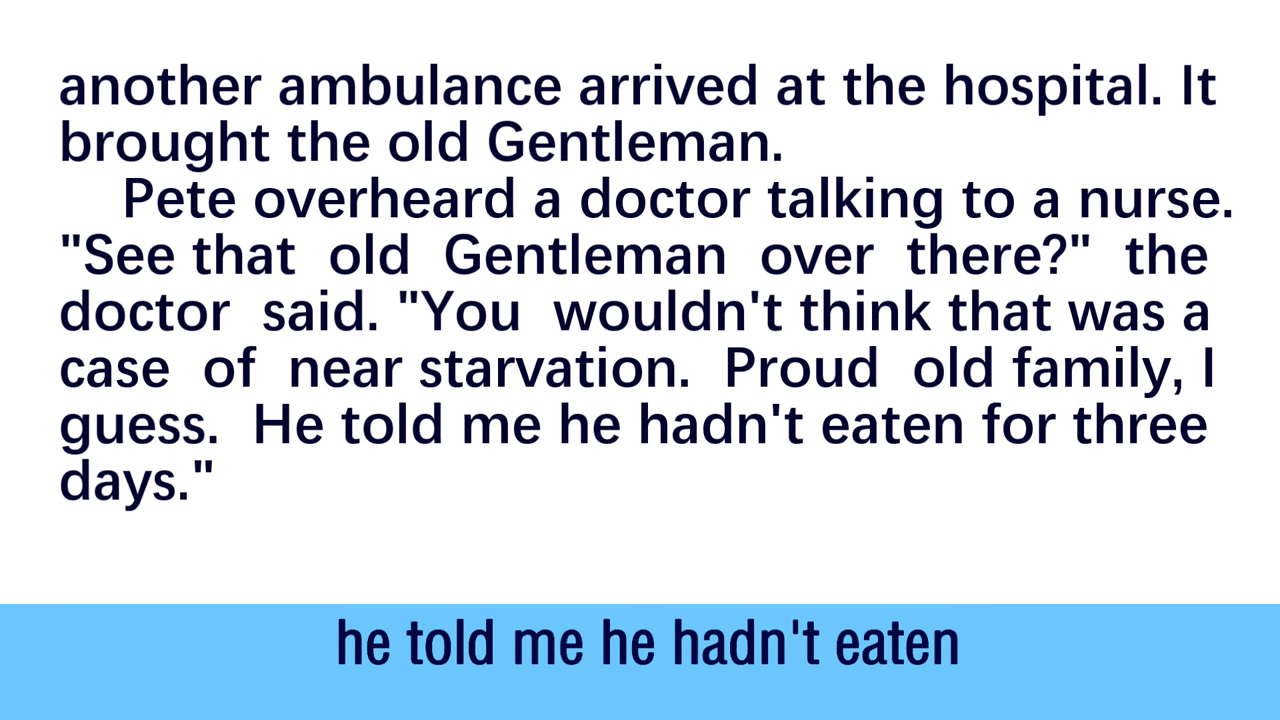 another ambulance arrived at the hospital. It
brought the old Gentleman.
Pete overheard a doctor talking to a nurse.
"See that old Gentleman over there?" the
doctor said. "You wouldn't think that was a
case of near starvation. Proud old family, I
guess. He told me he hadn't eaten for three
days."
he told me he hadn't eaten